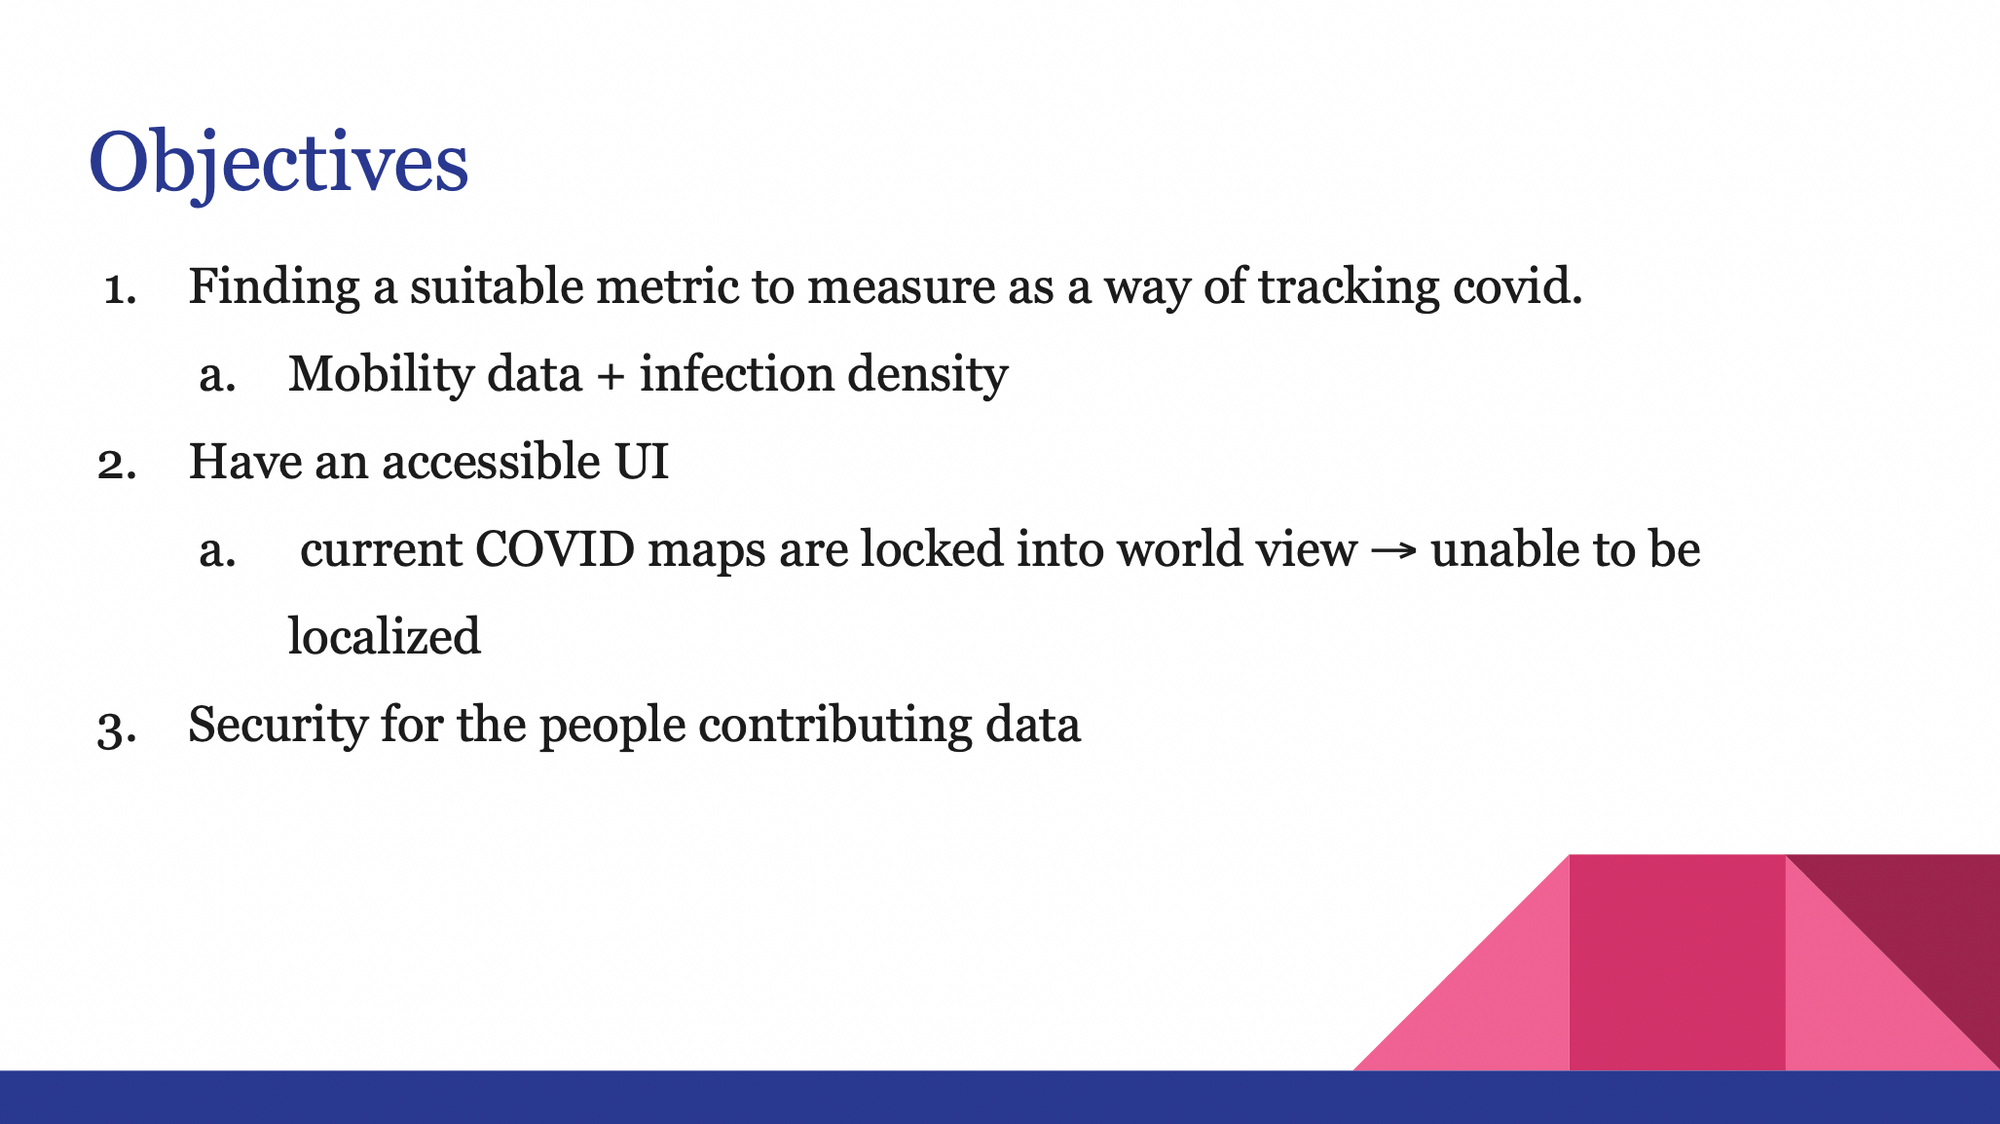 Objectives
1. Finding a suitable metric to measure as a way of tracking covid.
a. Mobility data + infection density
2. Have an accessible UI
a. current COVID maps are locked into world view → unable to be
localized
3. Security for the people contributing data